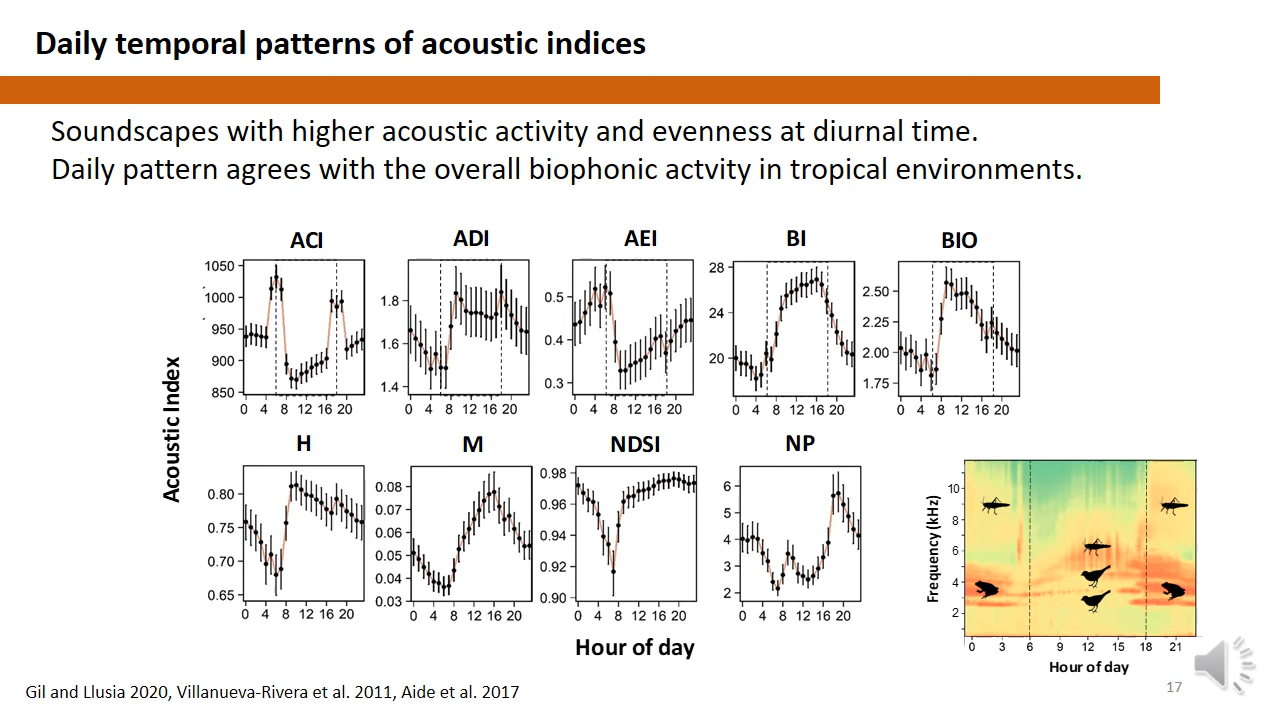 Daily temporal patterns of acoustic indices
Soundscapes with higher acoustic activity and evenness at diurnal time.
Daily pattern agrees with the overall biophonic actvity in tropical environments.
Acoustic Index
ACI
1050
1000
950
900
850
0 4 8 12 16 20
ADI
1.8
1.6
1.4
0 4 8 12 16 20
AEI
0.5
0.4
0.3
0 4 8 12 16 20
BI
28
24
20
0 4 8 12 16 20
BIO
2.50
2.25
2.00
1.75
0 4 8 12 16 20
H
0.80
0.75
0.70
0.65
0 4 8 12 16 20
M
0.08
0.07
0.06
0.05
0.04
0.03
0 4 8 12 16 20
NDSI
0.98
0.96
0.94
0.92
0.90
0 4 8 12 16 20
NP
6
5
4
3
2
0 4 8 12 16 20
Hour of day
Frequency (kHz)
10
8
6
4
2
0 3 6 9 12 15 18 21
Hour of day
Gil and Llusia 2020, Villanueva-Rivera et al. 2011, Aide et al. 2017
17